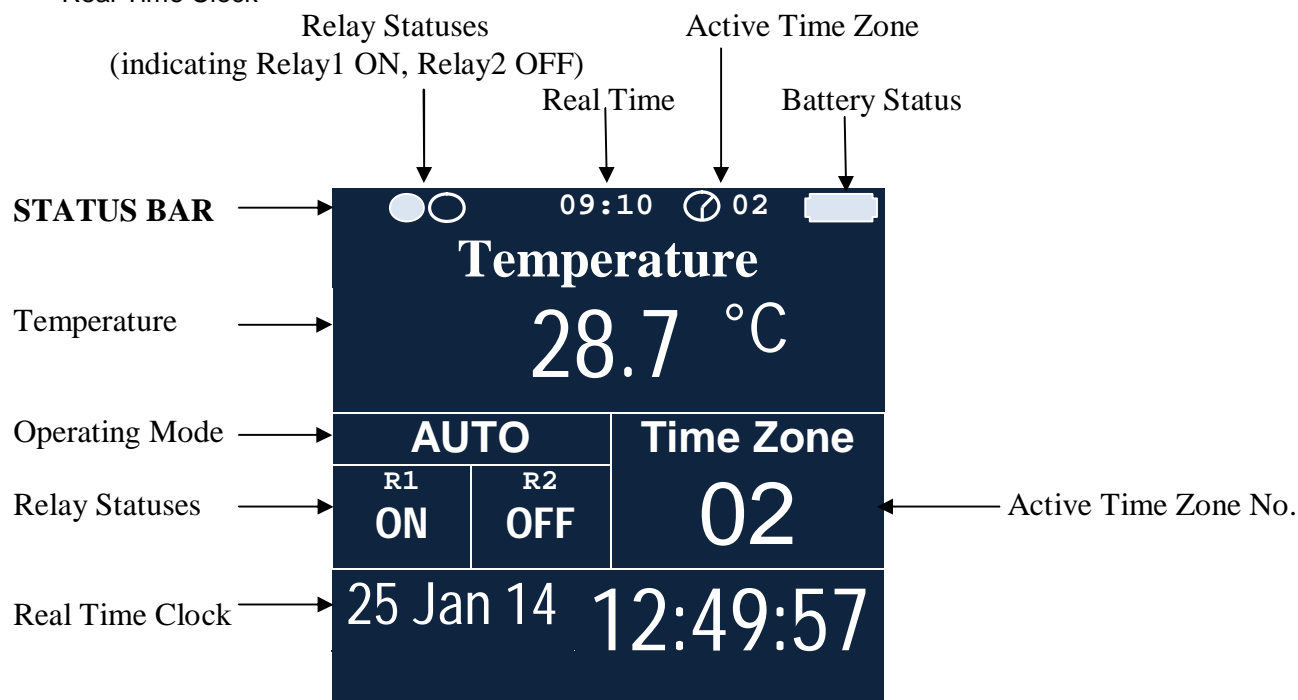 Real Time Clock
Relay Statuses
(indicating Relay1 ON, Relay2 OFF)
Active Time Zone
Real Time
Battery Status
STATUS BAR
09:10 02
Temperature
Temperature
28.7 °C
Operating Mode
AUTO
Time Zone
Relay Statuses
R1
ON
R2
OFF
02
Active Time Zone No.
Real Time Clock
25 Jan 14 12:49:57